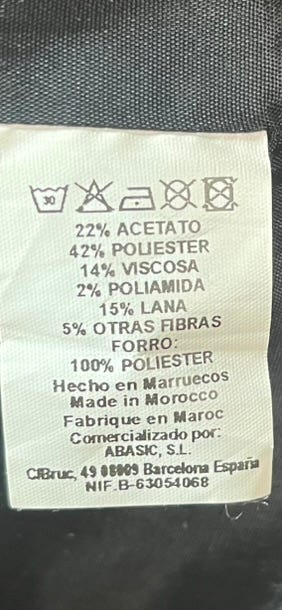 30
22% ACETATO
42% POLIESTER
14% VISCOSA
2% POLIAMIDA
15% LANA
5% OTRAS FIBRAS
FORRO:
100% POLIESTER
Hecho en Marruecos
Made in Morocco
Fabrique en Maroc
Comercializado por:
ABASIC, S.L.
C/Bruc, 49 08009 Barcelona España
NIF.B-63054068